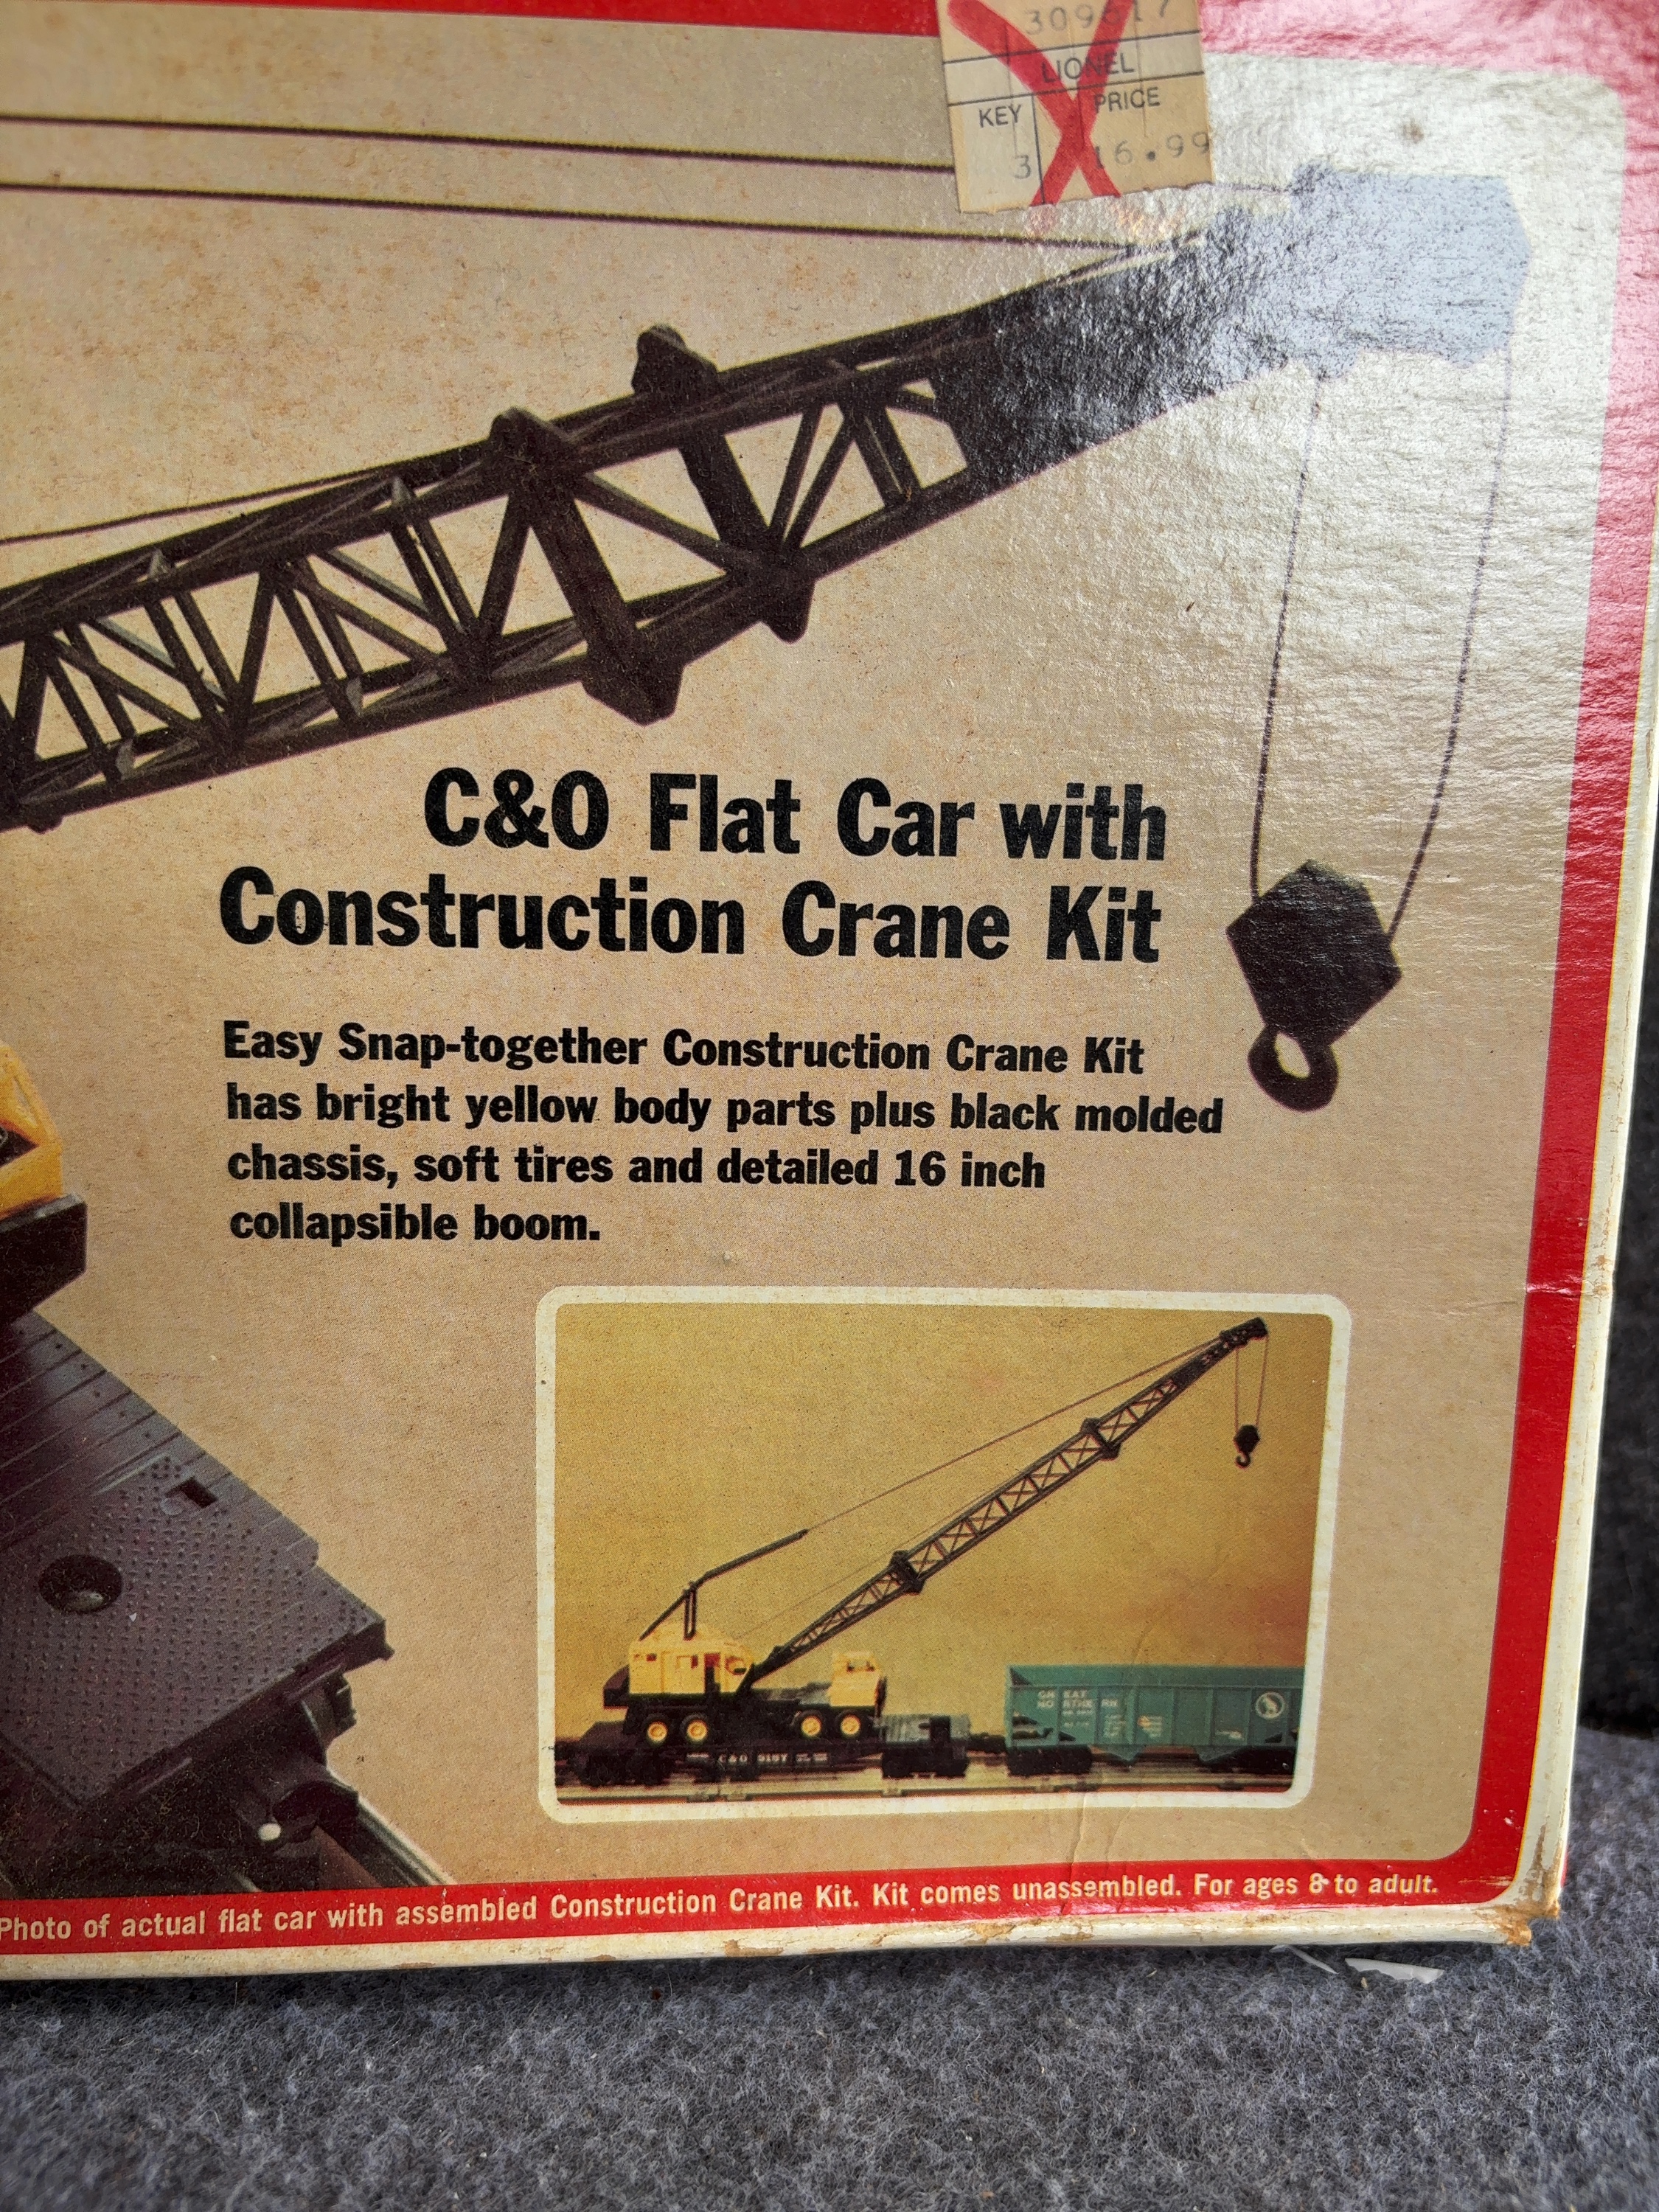 LIONEL
KEY PRICE
3 16.99
C&O Flat Car with
Construction Crane Kit
Easy Snap-together Construction Crane Kit
has bright yellow body parts plus black molded
chassis, soft tires and detailed 16 inch
collapsible boom.
GREAT
NORTHERN
C&O
Photo of actual flat car with assembled Construction Crane Kit. Kit comes unassembled. For ages 8 to adult.